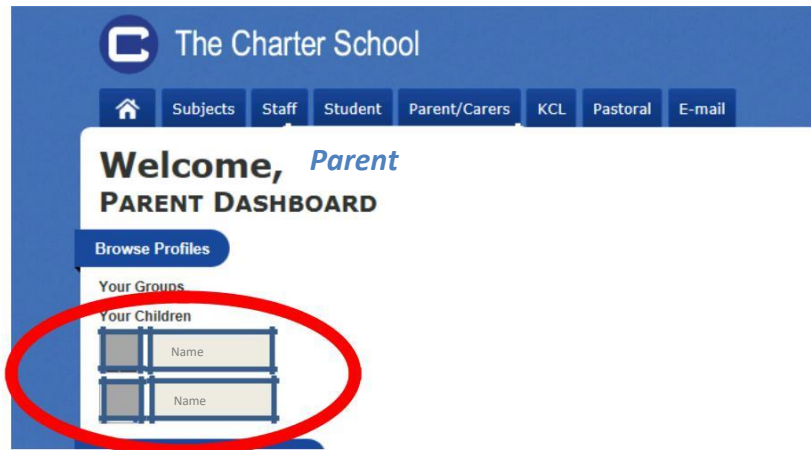 C The Charter School
Subjects Staff Student Parent/Carers KCL Pastoral E-mail
Welcome, Parent
PARENT DASHBOARD
Browse Profiles
Your Groups
Your Children
Name
Name